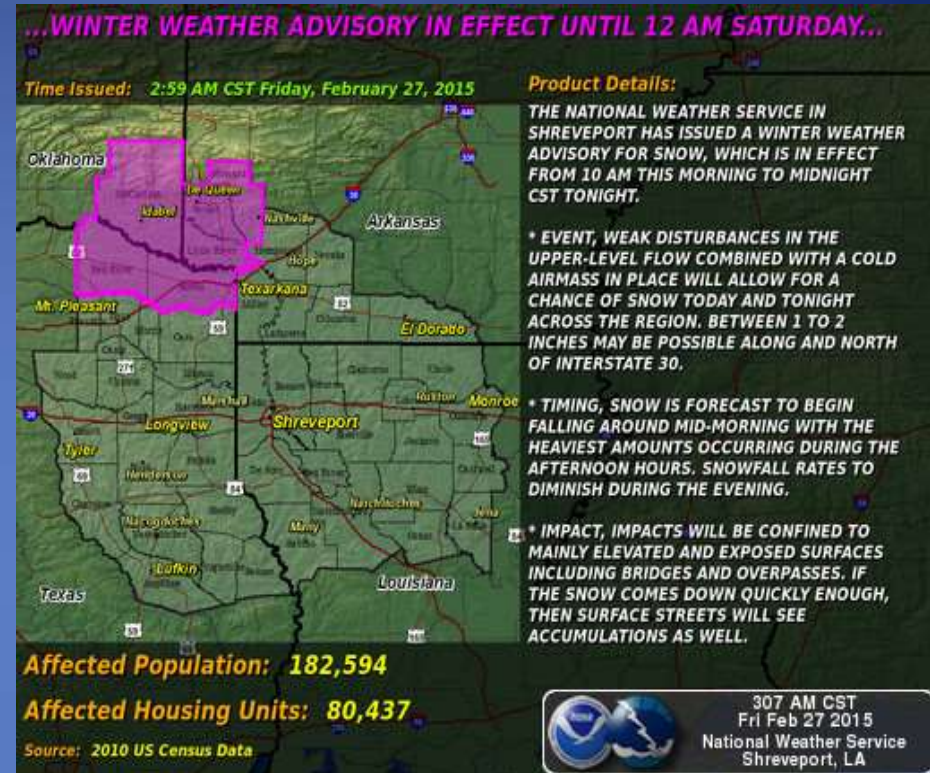 ...WINTER WEATHER ADVISORY IN EFFECT UNTIL 12 AM SATURDAY...
Time Issued: 2:59 AM CST Friday, February 27, 2015
Oklahoma
De Queen
Idabel
Nashville
Arkansas
Hope
Texarkana
Mt. Pleasant
82
59
El Dorado
271
Marshall
Ruston
Monroe
Longview
Shreveport
Tyler
Henderson
69
84
Nacogdoches
Natchitoches
Many
Jena
Lufkin
Texas
Louisiana
59
Product Details:
THE NATIONAL WEATHER SERVICE IN
SHREVEPORT HAS ISSUED A WINTER WEATHER
ADVISORY FOR SNOW, WHICH IS IN EFFECT
FROM 10 AM THIS MORNING TO MIDNIGHT
CST TONIGHT.
* EVENT, WEAK DISTURBANCES IN THE
UPPER-LEVEL FLOW COMBINED WITH A COLD
AIRMASS IN PLACE WILL ALLOW FOR A
CHANCE OF SNOW TODAY AND TONIGHT
ACROSS THE REGION. BETWEEN 1 TO 2
INCHES MAY BE POSSIBLE ALONG AND NORTH
OF INTERSTATE 30.
* TIMING, SNOW IS FORECAST TO BEGIN
FALLING AROUND MID-MORNING WITH THE
HEAVIEST AMOUNTS OCCURRING DURING THE
AFTERNOON HOURS. SNOWFALL RATES TO
DIMINISH DURING THE EVENING.
* IMPACT, IMPACTS WILL BE CONFINED TO
MAINLY ELEVATED AND EXPOSED SURFACES
INCLUDING BRIDGES AND OVERPASSES. IF
THE SNOW COMES DOWN QUICKLY ENOUGH,
THEN SURFACE STREETS WILL SEE
ACCUMULATIONS AS WELL.
Affected Population: 182,594
Affected Housing Units: 80,437
Source: 2010 US Census Data
307 AM CST
Fri Feb 27 2015
National Weather Service
Shreveport, LA